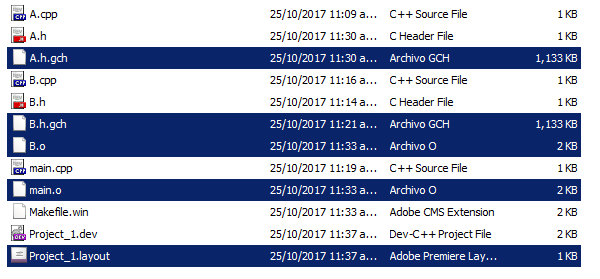 A.cpp 25/10/2017 11:09 a... C++ Source File 1 KB
A.h 25/10/2017 11:30 a... C Header File 1 KB
A.h.gch 25/10/2017 11:30 a... Archivo GCH 1,133 KB
B.cpp 25/10/2017 11:16 a... C++ Source File 1 KB
B.h 25/10/2017 11:14 a... C Header File 1 KB
B.h.gch 25/10/2017 11:21 a... Archivo GCH 1,133 KB
B.o 25/10/2017 11:33 a... Archivo O 2 KB
main.cpp 25/10/2017 11:19 a... C++ Source File 1 KB
main.o 25/10/2017 11:33 a... Archivo O 2 KB
Makefile.win 25/10/2017 11:33 a... Adobe CMS Extension 2 KB
Project_1.dev 25/10/2017 11:37 a... Dev-C++ Project File 2 KB
Project_1.layout 25/10/2017 11:37 a... Adobe Premiere Lay... 1 KB